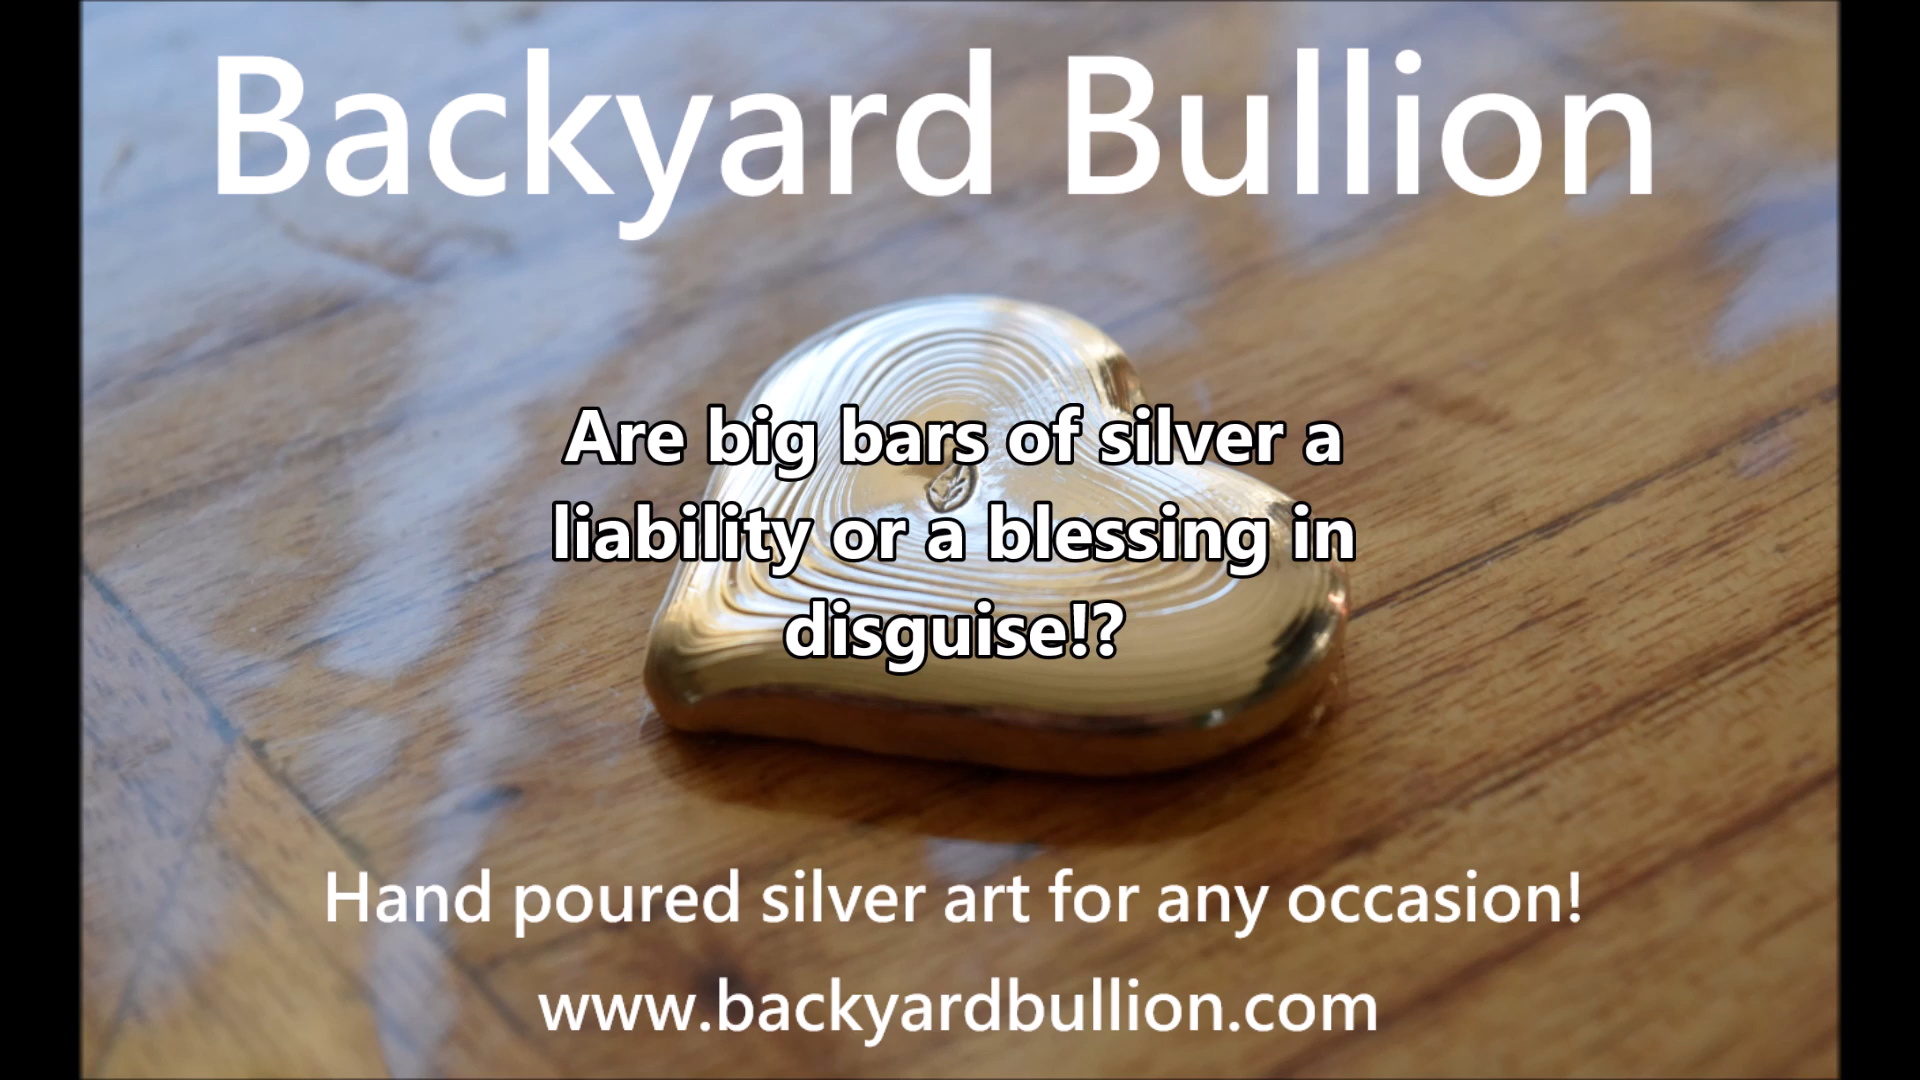 Backyard Bullion
Are big bars of silver a
liability or a blessing in
disguise!?
Hand poured silver art for any occasion!
www.backyardbullion.com